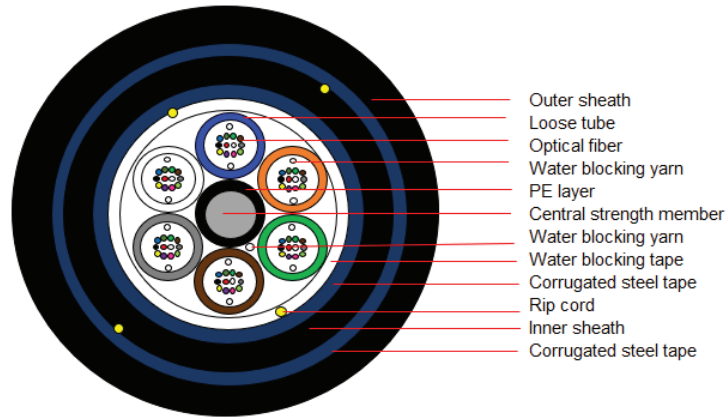 Outer sheath
Loose tube
Optical fiber
Water blocking yarn
PE layer
Central strength member
Water blocking yarn
Water blocking tape
Corrugated steel tape
Rip cord
Inner sheath
Corrugated steel tape